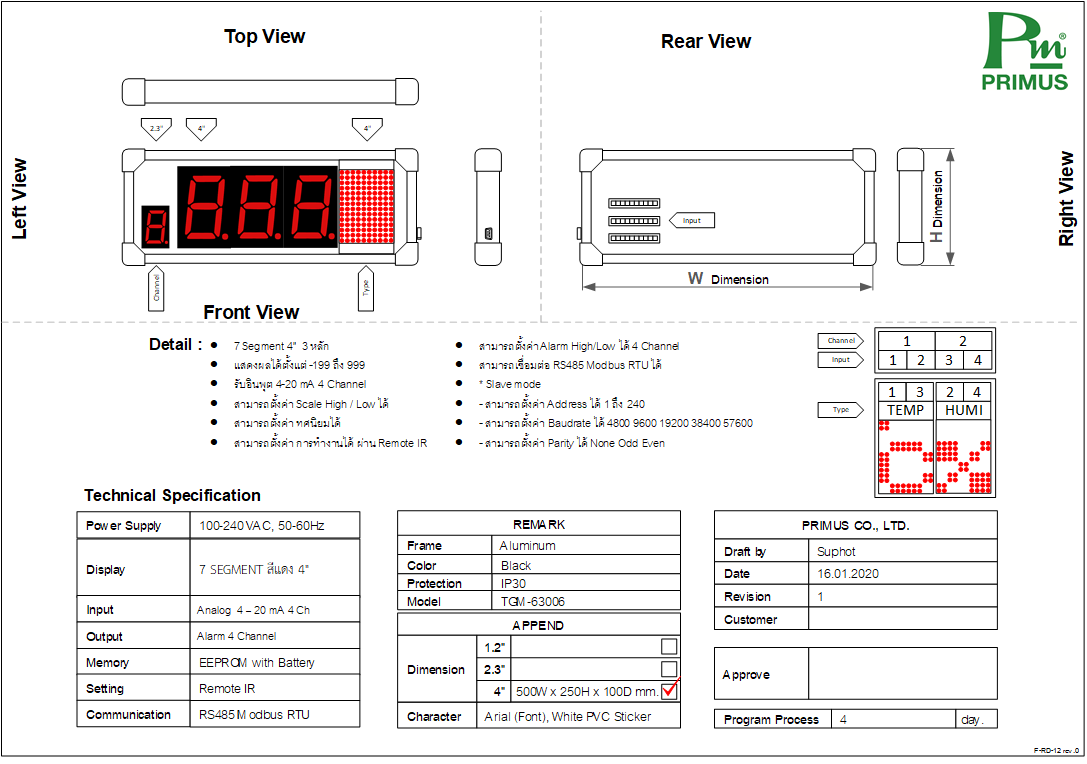 Top View
Rear View
Pm®
PRIMUS
2.3"
4"
4"
Left View
Right View
Input
H Dimension
W Dimension
Channel
Type
Front View
Detail :
7 Segment 4" 3 หลัก
แสดงผลได้ตั้งแต่ -199 ถึง 999
รับอินพุต 4-20 mA 4 Channel
สามารถตั้งค่า Scale High / Low ได้
สามารถตั้งค่า ทศนิยมได้
สามารถตั้งค่า การทำงานได้ ผ่าน Remote IR
สามารถตั้งค่า Alarm High/Low ได้ 4 Channel
สามารถเชื่อมต่อ RS485 Modbus RTU ได้
* Slave mode
- สามารถตั้งค่า Address ได้ 1 ถึง 240
- สามารถตั้งค่า Baudrate ได้ 4800 9600 19200 38400 57600
- สามารถตั้งค่า Parity ได้ None Odd Even
Channel 1 2
Input 1 2 3 4
1 3 2 4
Type TEMP HUMI
Technical Specification
Power Supply 100-240 VAC, 50-60Hz
Display 7 SEGMENT สีแดง 4"
Input Analog 4 – 20 mA 4 Ch
Output Alarm 4 Channel
Memory EEPROM with Battery
Setting Remote IR
Communication RS485 Modbus RTU
REMARK
Frame Aluminum
Color Black
Protection IP30
Model TGM-63006
APPEND
Dimension
1.2"
2.3"
4" 500W x 250H x 100D mm.
Character Arial (Font), White PVC Sticker
PRIMUS CO., LTD.
Draft by Suphot
Date 16.01.2020
Revision 1
Customer
Approve
Program Process 4 day.
F-RD-12 rev .0